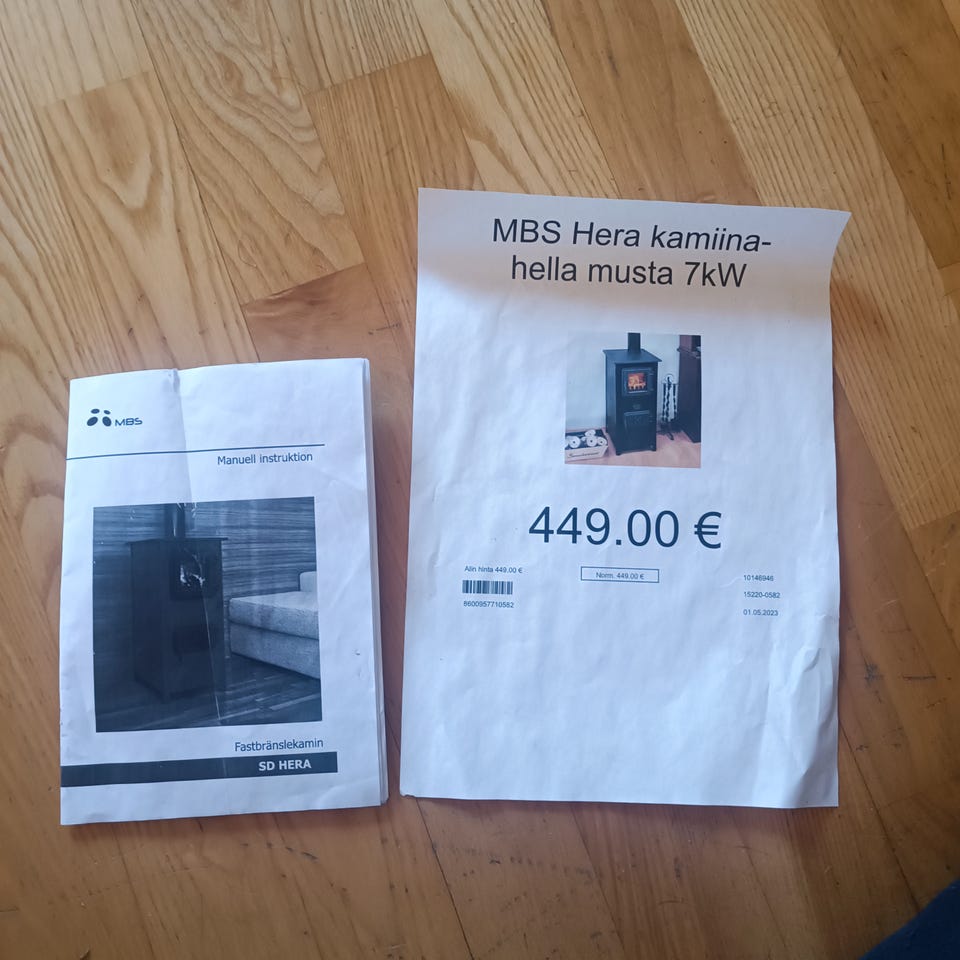 MBS
Manuell instruktion
Fastbränslekamin
SD HERA
MBS Hera kamiina-
hella musta 7kW
449.00 €
Alin hinta 449.00 €
Norm. 449.00 €
8600957710582
10146946
15220-0582
01.05.2023